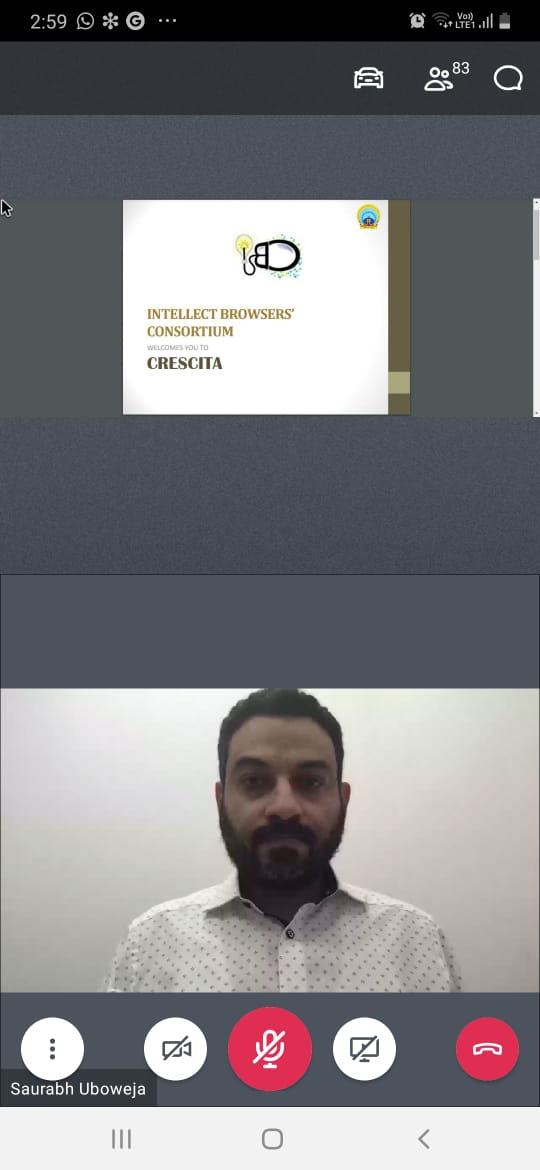 2:59
Vo)
LTE1
83
INTELLECT BROWSERS'
CONSORTIUM
WELCOMES YOU TO
CRESCITA
Saurabh Uboweja